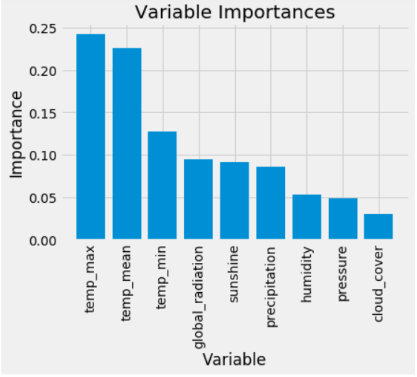 Variable Importances
Importance
0.25
0.20
0.15
0.10
0.05
0.00
temp_max
temp_mean
temp_min
global_radiation
sunshine
precipitation
humidity
pressure
cloud_cover
Variable